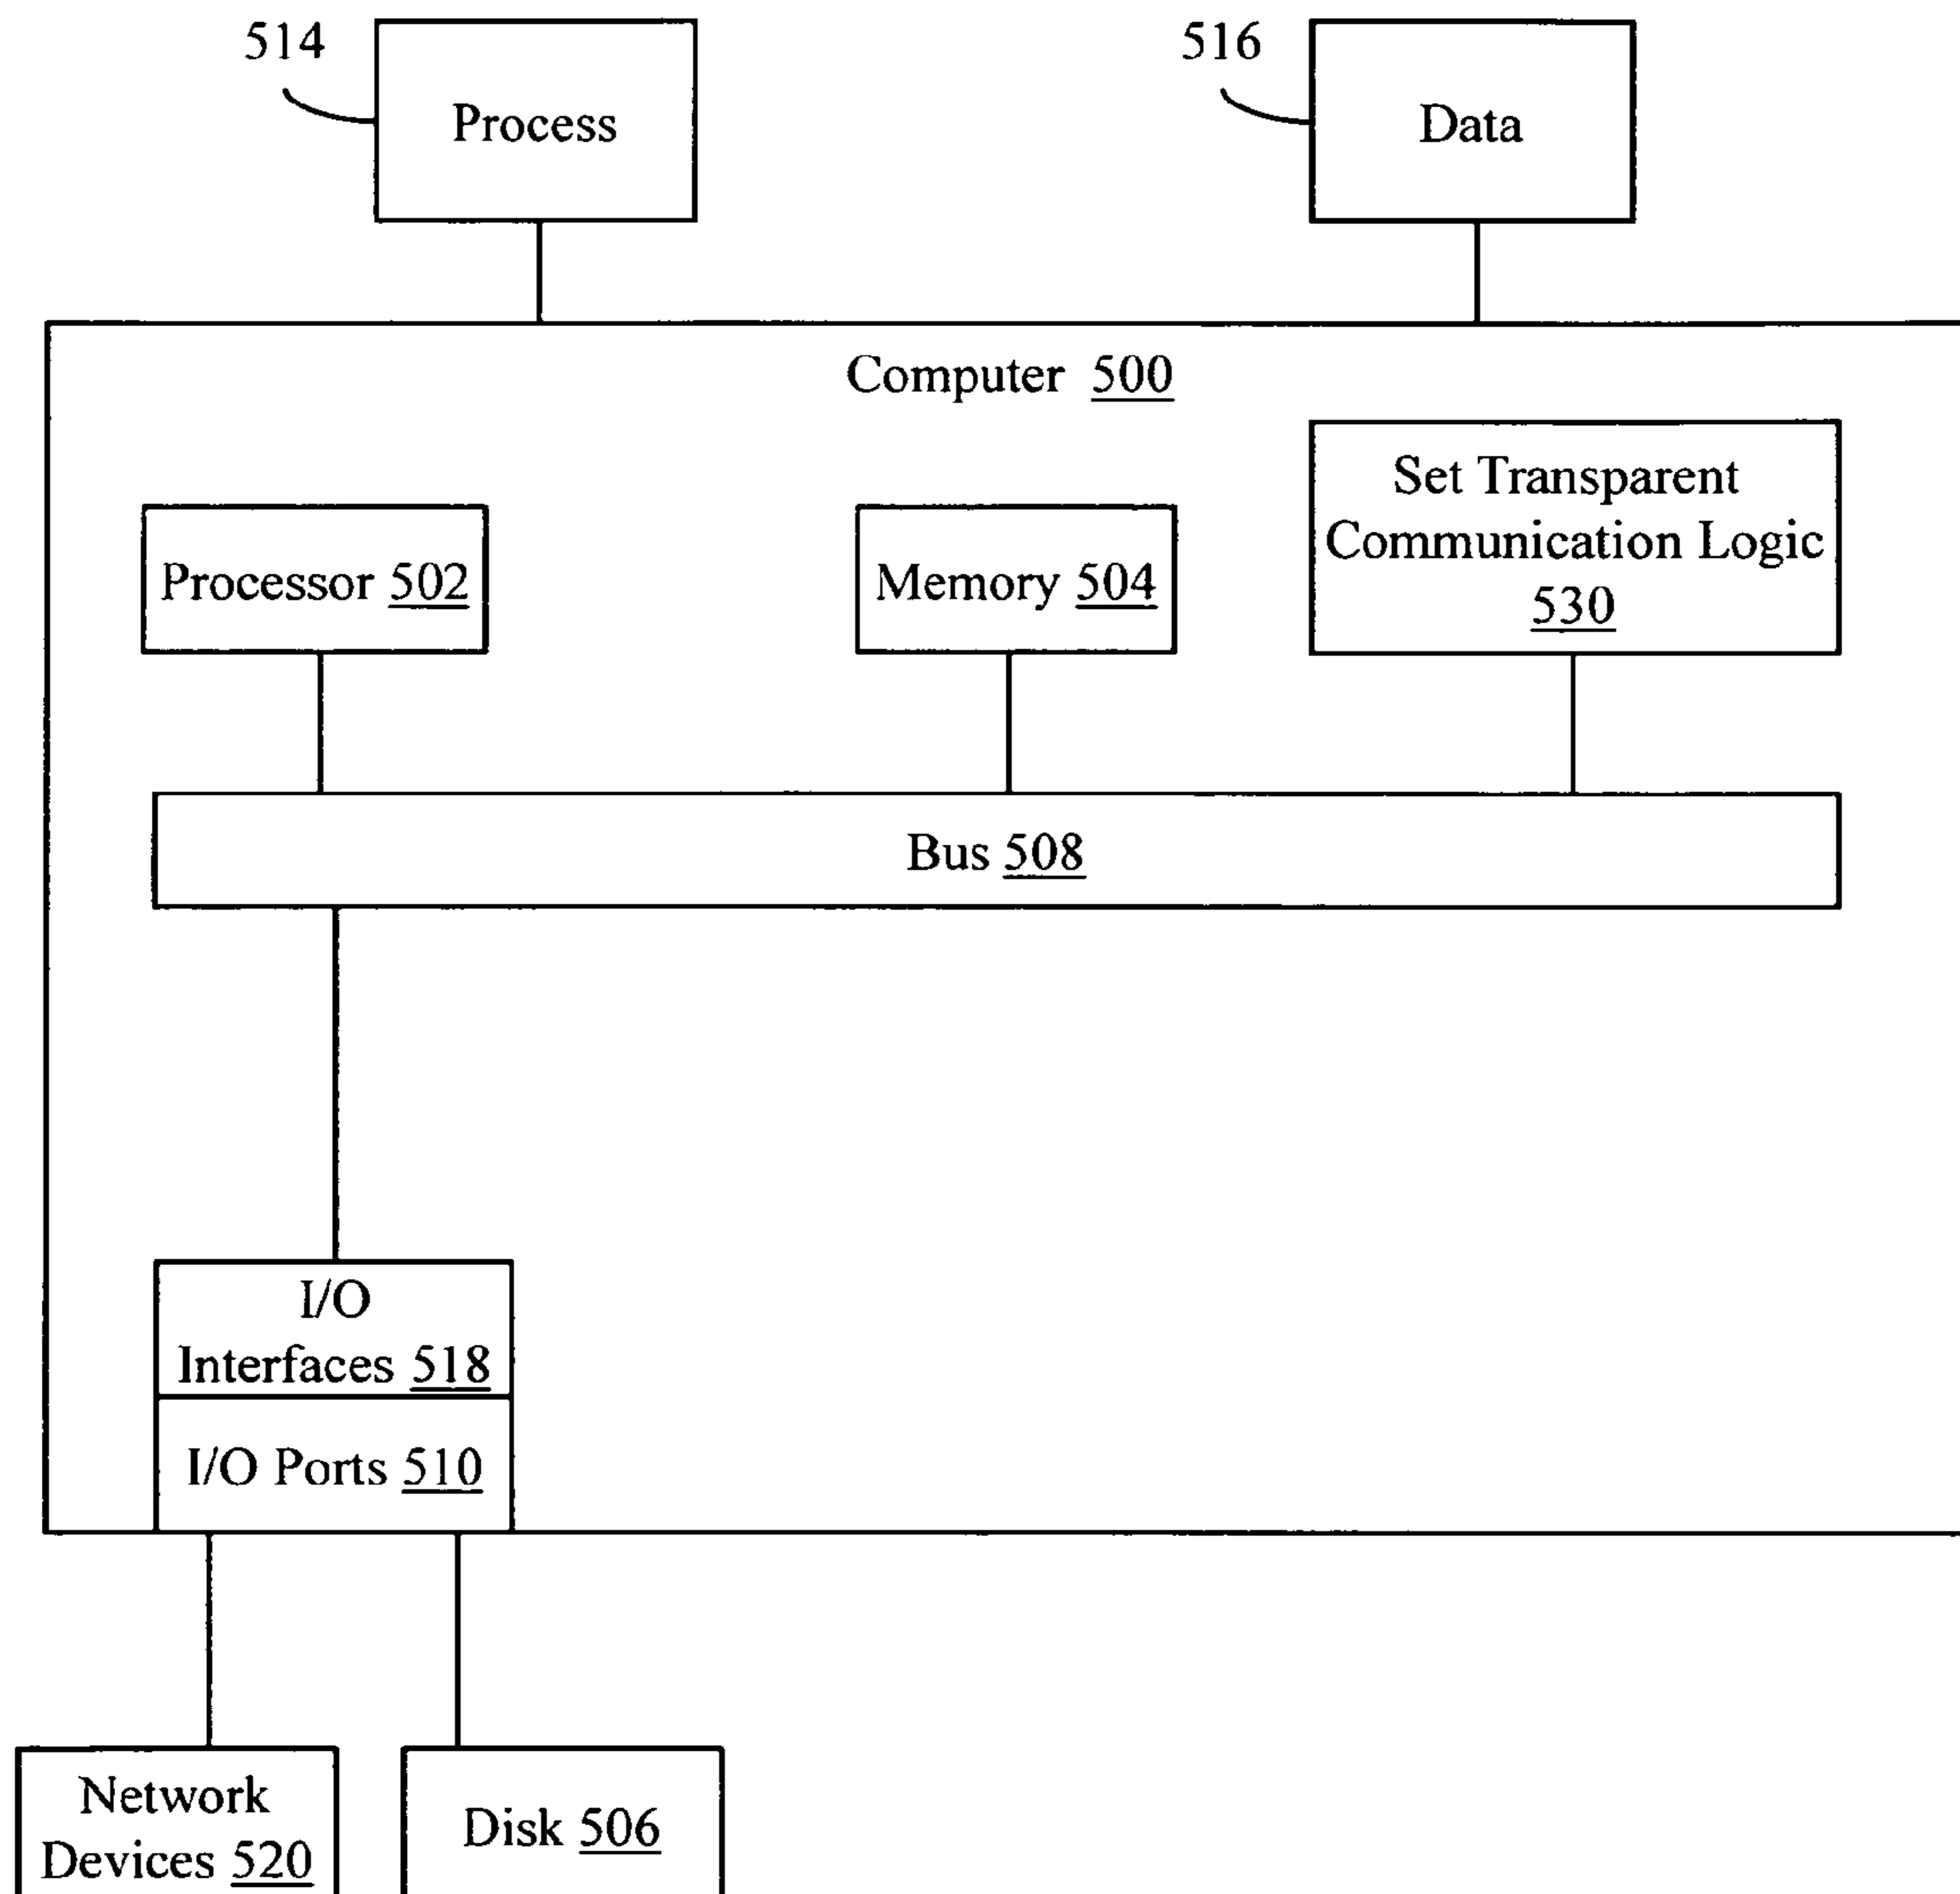 514
Process
516
Data
Computer 500
Set Transparent
Communication Logic
530
Processor 502
Memory 504
Bus 508
I/O
Interfaces 518
I/O Ports 510
Network
Devices 520
Disk 506